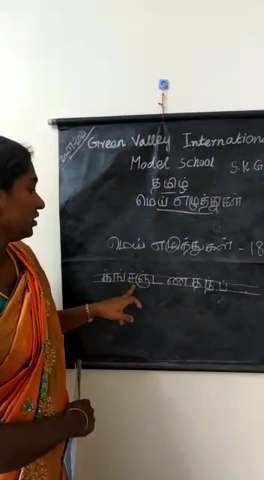 Green Valley International
Model School S.K.G
தமிழ்
மெய் எழுத்துகள்
மெய் எழுத்துகள் - 18
க் ங் ச் ஞ் ட் ண் த் ந் ப்